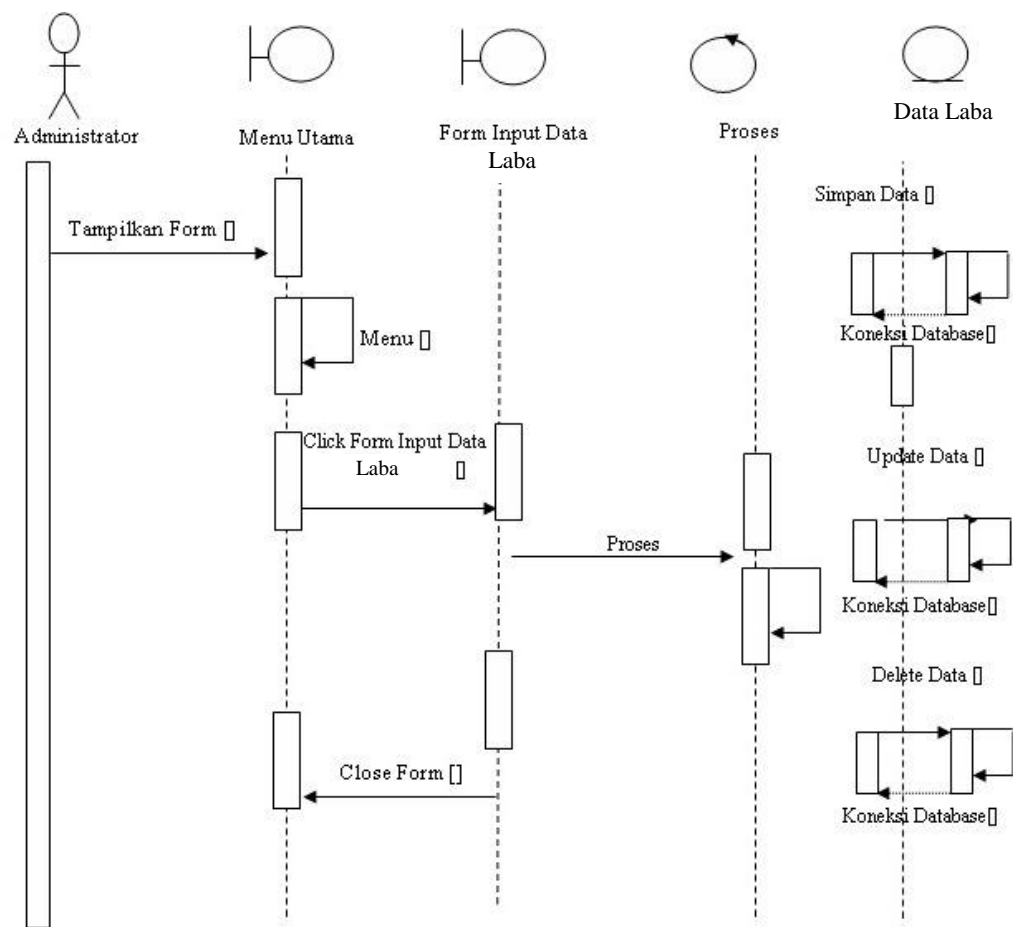 Administrator
Menu Utama
Form Input Data
Laba
Proses
Data Laba
Simpan Data []
Tampilkan Form []
Koneksi Database[]
Menu []
Click Form Input Data
Laba []
Update Data []
Proses
Koneksi Database[]
Delete Data []
Close Form []
Koneksi Database[]